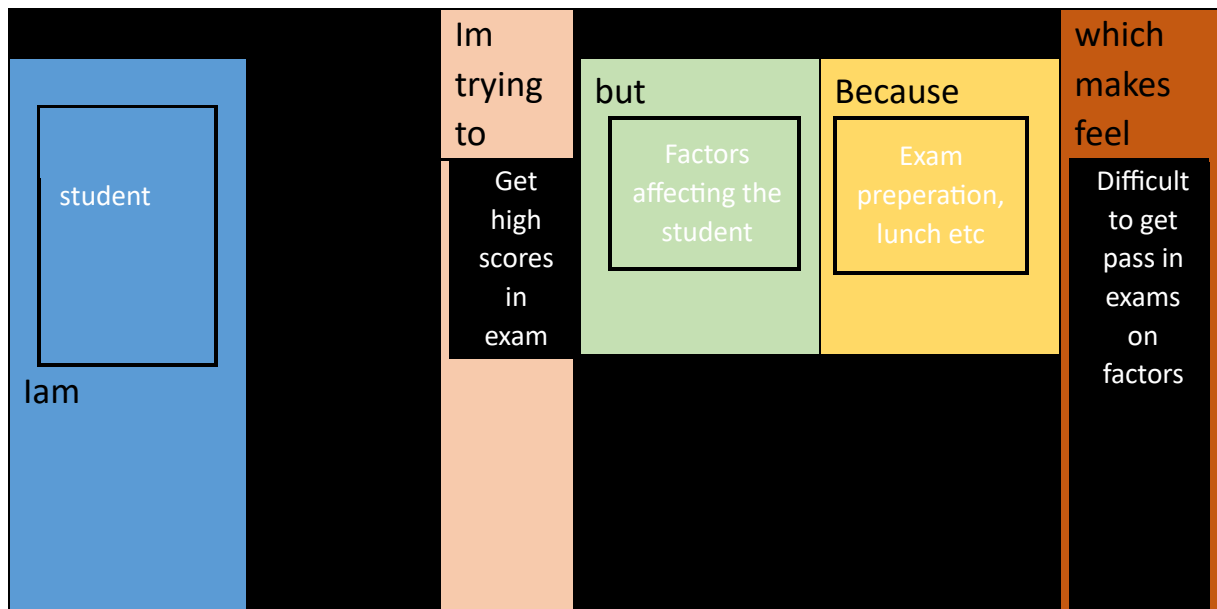 student
Iam
Im
trying
to
Get
high
scores
in
exam
but
Factors
affecting the
student
Because
Exam
preperation,
lunch etc
which
makes
feel
Difficult
to get
pass in
exams
on
factors